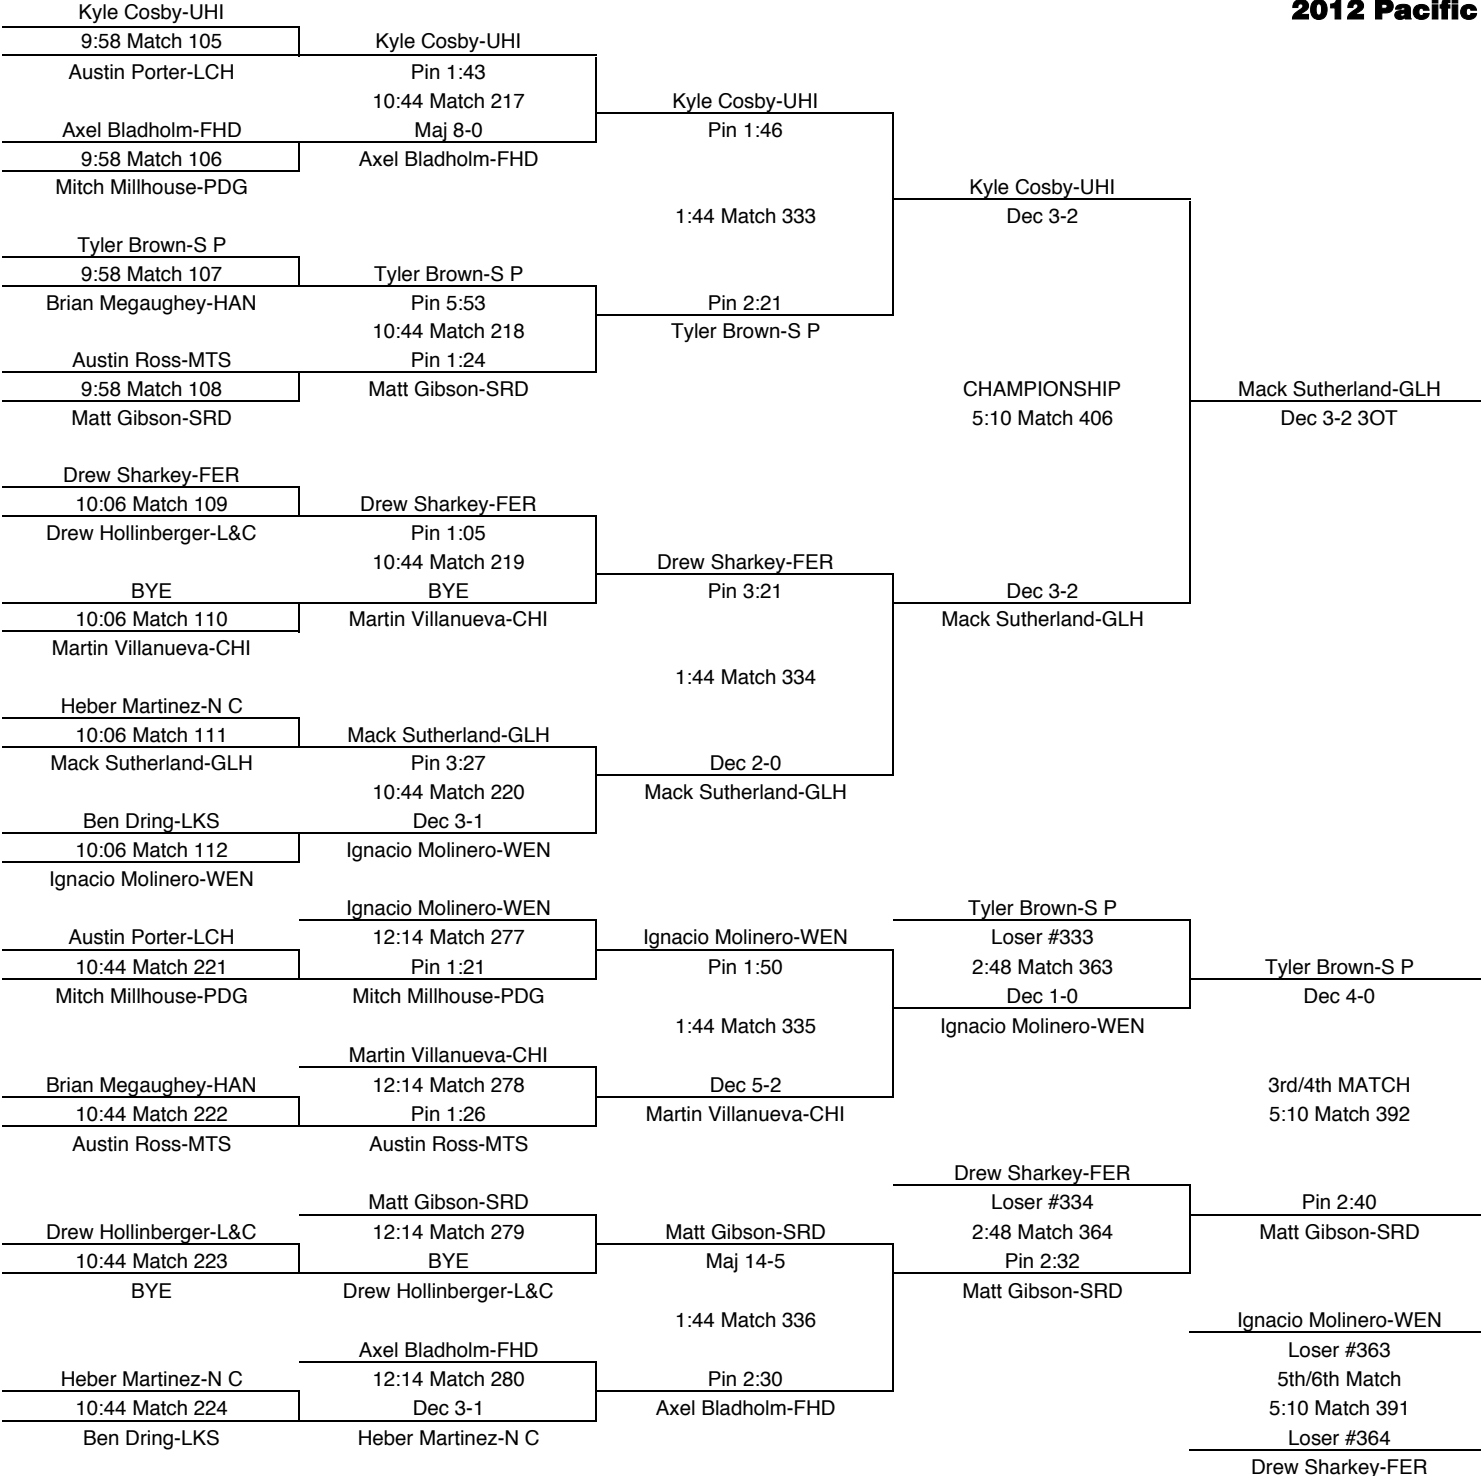 2012 Pacific
Kyle Cosby-UHI
9:58 Match 105
Austin Porter-LCH
Axel Bladholm-FHD
9:58 Match 106
Mitch Millhouse-PDG
Tyler Brown-S P
9:58 Match 107
Brian Megaughey-HAN
Austin Ross-MTS
9:58 Match 108
Matt Gibson-SRD
Drew Sharkey-FER
10:06 Match 109
Drew Hollinberger-L&C
BYE
10:06 Match 110
Martin Villanueva-CHI
Heber Martinez-N C
10:06 Match 111
Mack Sutherland-GLH
Ben Dring-LKS
10:06 Match 112
Ignacio Molinero-WEN
Kyle Cosby-UHI
Pin 1:43
10:44 Match 217
Maj 8-0
Axel Bladholm-FHD
Tyler Brown-S P
Pin 5:53
10:44 Match 218
Pin 1:24
Matt Gibson-SRD
Drew Sharkey-FER
Pin 1:05
10:44 Match 219
BYE
Martin Villanueva-CHI
Mack Sutherland-GLH
Pin 3:27
10:44 Match 220
Dec 3-1
Ignacio Molinero-WEN
Kyle Cosby-UHI
Pin 1:46
1:44 Match 333
Pin 2:21
Tyler Brown-S P
Drew Sharkey-FER
Pin 3:21
1:44 Match 334
Dec 2-0
Mack Sutherland-GLH
Kyle Cosby-UHI
Dec 3-2
CHAMPIONSHIP
5:10 Match 406
Dec 3-2
Mack Sutherland-GLH
Mack Sutherland-GLH
Dec 3-2 3OT
Austin Porter-LCH
10:44 Match 221
Mitch Millhouse-PDG
Brian Megaughey-HAN
10:44 Match 222
Austin Ross-MTS
Drew Hollinberger-L&C
10:44 Match 223
BYE
Heber Martinez-N C
10:44 Match 224
Ben Dring-LKS
Ignacio Molinero-WEN
12:14 Match 277
Pin 1:21
Mitch Millhouse-PDG
Martin Villanueva-CHI
12:14 Match 278
Pin 1:26
Austin Ross-MTS
Matt Gibson-SRD
12:14 Match 279
BYE
Drew Hollinberger-L&C
Axel Bladholm-FHD
12:14 Match 280
Dec 3-1
Heber Martinez-N C
Ignacio Molinero-WEN
Pin 1:50
1:44 Match 335
Dec 5-2
Martin Villanueva-CHI
Matt Gibson-SRD
Maj 14-5
1:44 Match 336
Pin 2:30
Axel Bladholm-FHD
Tyler Brown-S P
Loser #333
2:48 Match 363
Dec 1-0
Ignacio Molinero-WEN
Drew Sharkey-FER
Loser #334
2:48 Match 364
Pin 2:32
Matt Gibson-SRD
Tyler Brown-S P
Dec 4-0
3rd/4th MATCH
5:10 Match 392
Pin 2:40
Matt Gibson-SRD
Ignacio Molinero-WEN
Loser #363
5th/6th Match
5:10 Match 391
Loser #364
Drew Sharkey-FER